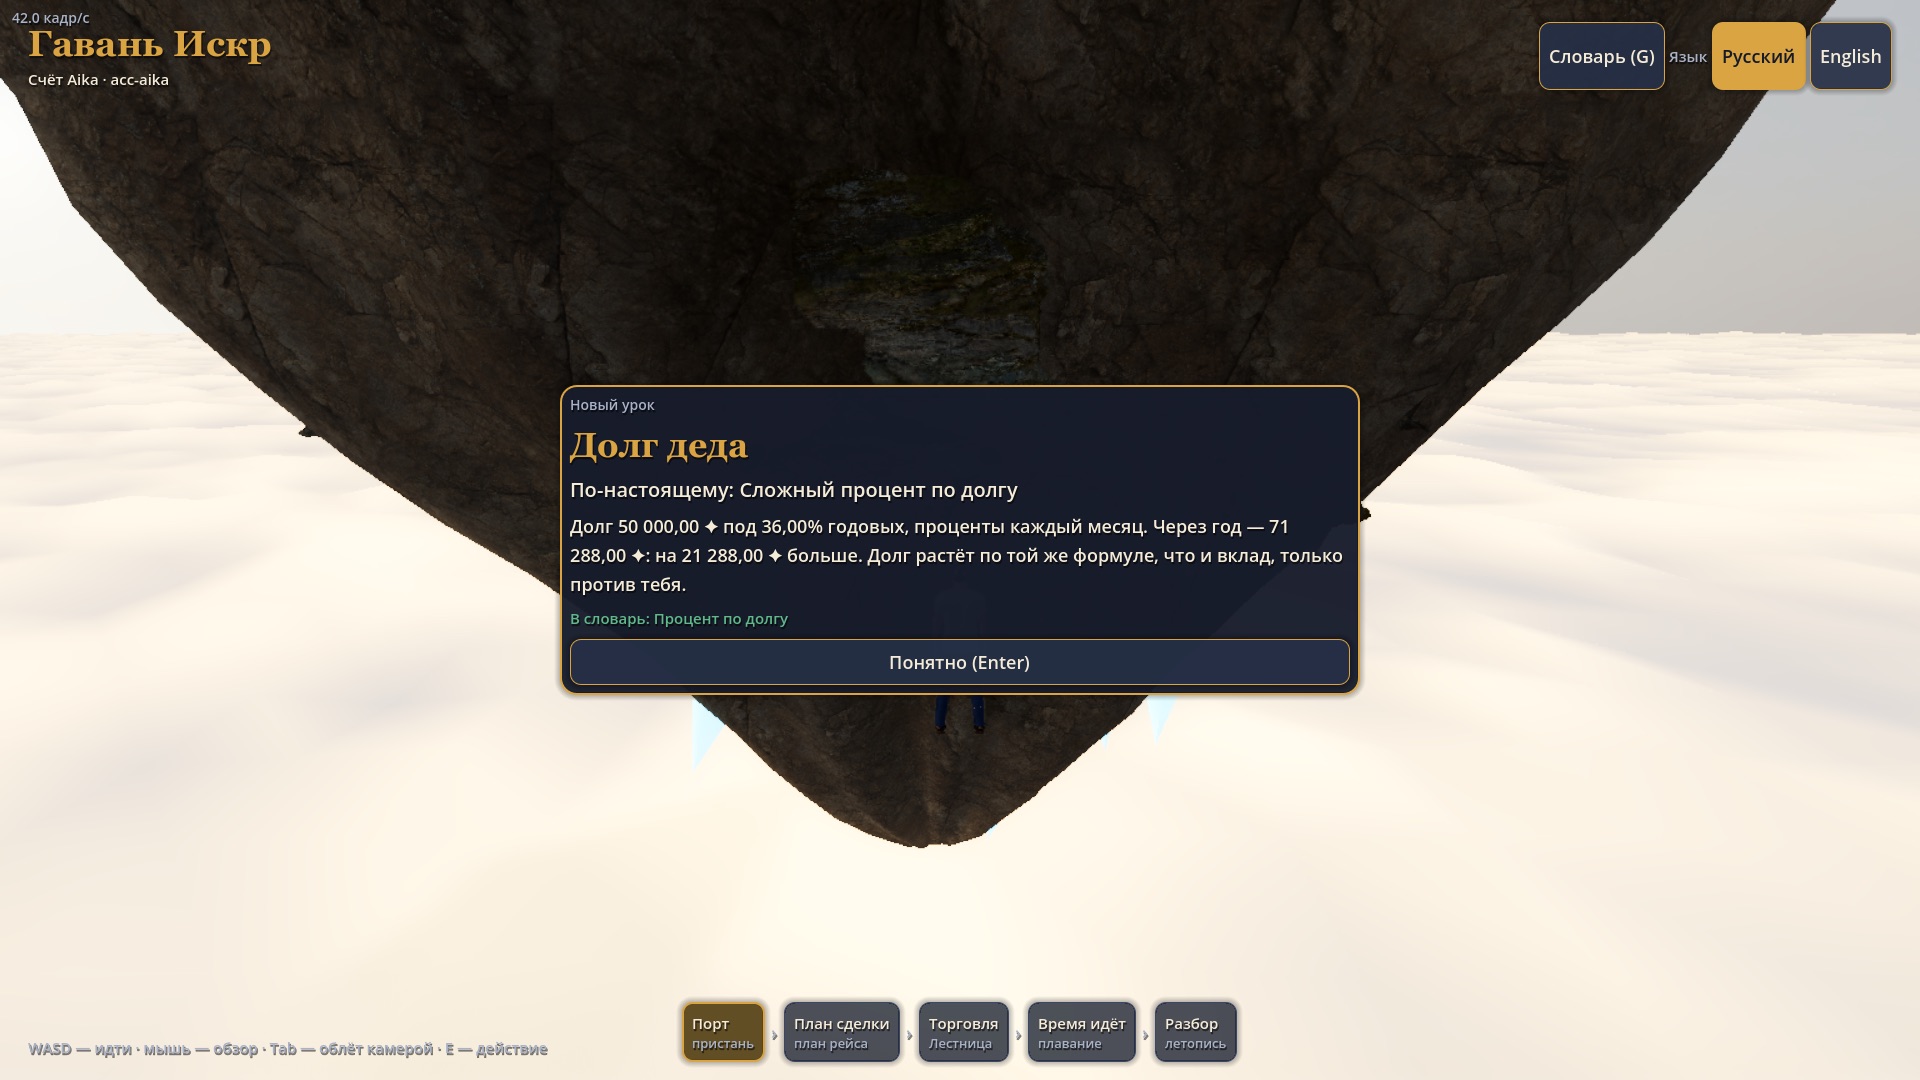 42.0 кадр/с
Гавань Искр
Счёт Aika · acc-aika
Словарь (G)
Язык
Русский
English
Новый урок
Долг деда
По-настоящему: Сложный процент по долгу
Долг 50 000,00 ✦ под 36,00% годовых, проценты каждый месяц. Через год — 71
288,00 ✦: на 21 288,00 ✦ больше. Долг растёт по той же формуле, что и вклад, только
против тебя.
В словарь: Процент по долгу
Понятно (Enter)
Порт
пристань
›
План сделки
план рейса
›
Торговля
Лестница
›
Время идёт
плавание
›
Разбор
летопись
WASD — идти · мышь — обзор · Tab — облёт камерой · E — действие